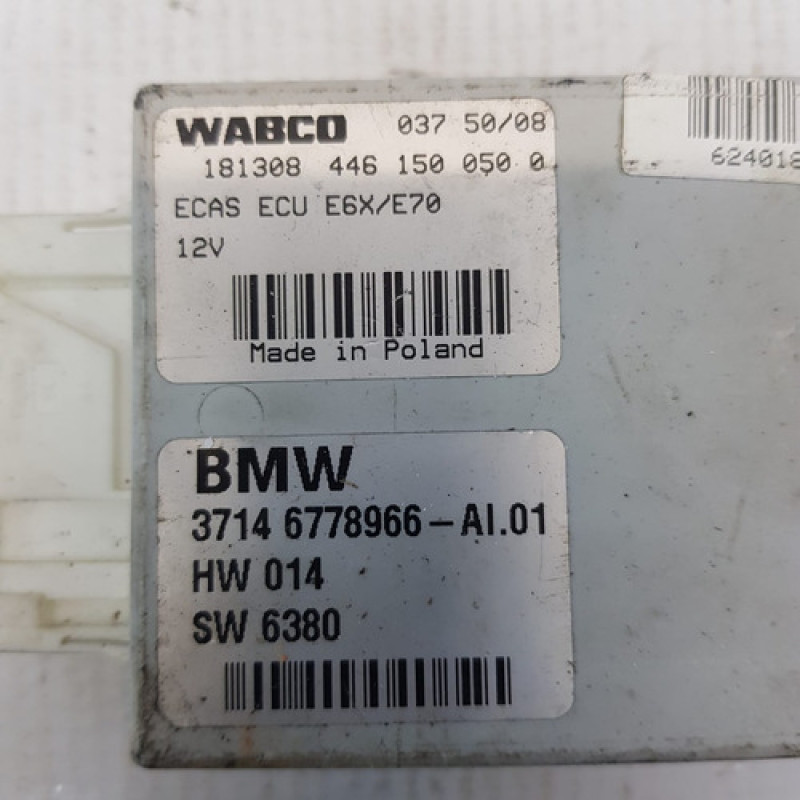 WABCO 037 50/08
181308 446 150 050 0
ECAS ECU E6X/E70
12V
Made in Poland
BMW
3714 6778966-AI.01
HW 014
SW 6380